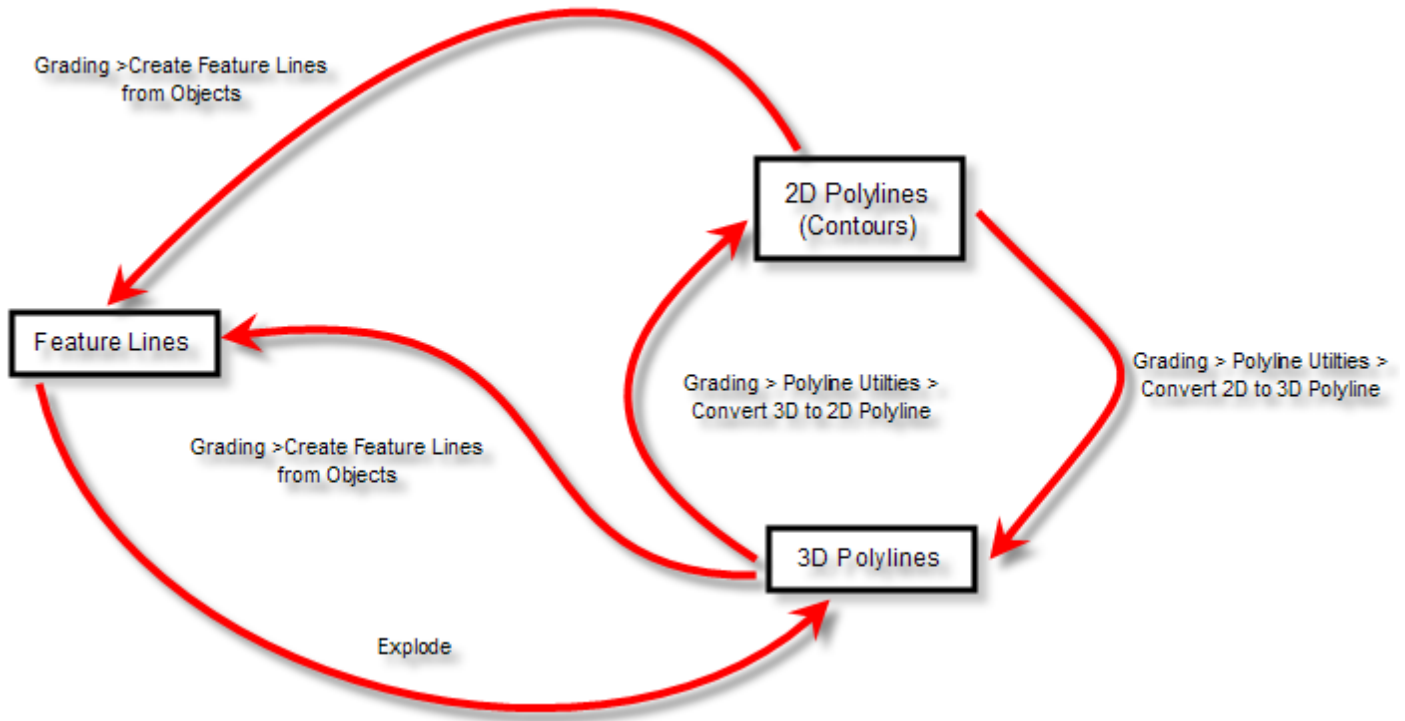 Grading >Create Feature Lines
from Objects
2D Polylines
(Contours)
Feature Lines
Grading > Polyline Utilties >
Convert 3D to 2D Polyline
Grading > Polyline Utilties >
Convert 2D to 3D Polyline
Grading >Create Feature Lines
from Objects
3D Polylines
Explode